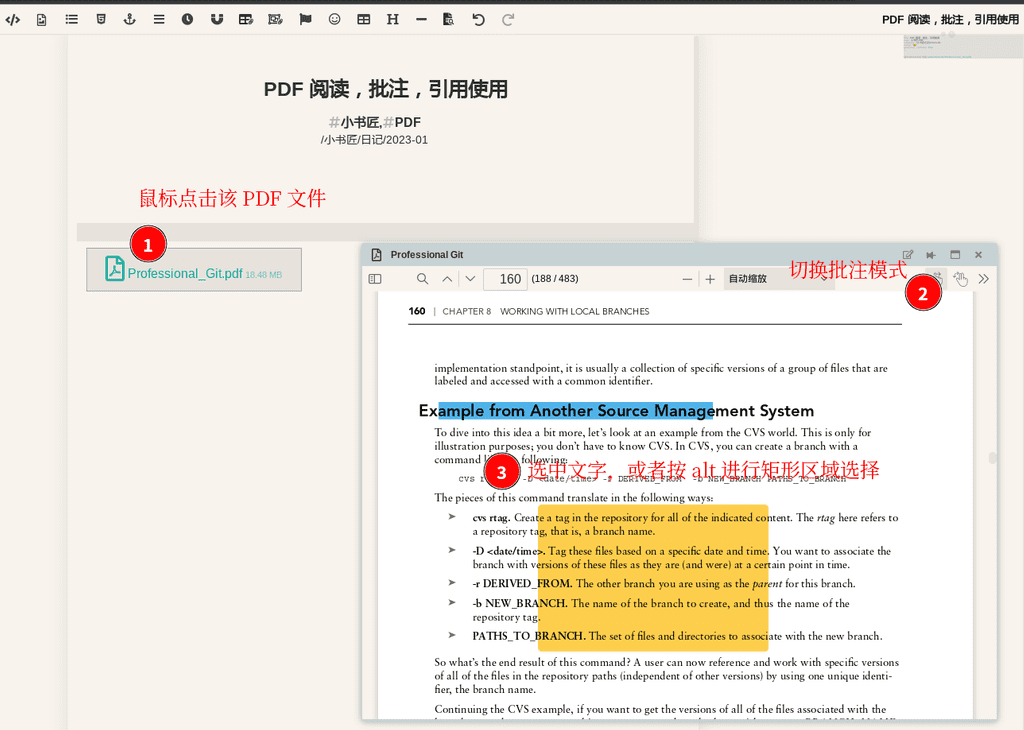 PDF 阅读，批注，引用使用
PDF 阅读，批注，引用使用
#小书匠,#PDF
/小书匠/日记/2023-01
鼠标点击该 PDF 文件
1
Professional_Git.pdf 18.48 MB
Professional Git
160 (188 / 483)
自动缩放
切换批注模式
2
160 | CHAPTER 8 WORKING WITH LOCAL BRANCHES
implementation standpoint, it is usually a collection of specific versions of a group of files that are
labeled and accessed with a common identifier.
Example from Another Source Management System
To dive into this idea a bit more, let's look at an example from the CVS world. This is only for
illustration purposes; you don't have to know CVS. In CVS, you can create a branch with a
command following:
3
选中文字，或者按 alt 进行矩形区域选择
cvs -D <date/time> -r DERIVED_FROM -b NEW_BRANCH PATHS_TO_BRANCH
The pieces of this command translate in the following ways:
➤ cvs rtag. Create a tag in the repository for all of the indicated content. The rtag here refers to
a repository tag, that is, a branch name.
➤ -D <date/time>. Tag these files based on a specific date and time. You want to associate the
branch with versions of these files as they are (and were) at a certain point in time.
➤ -r DERIVED_FROM. The other branch you are using as the parent for this branch.
➤ -b NEW_BRANCH. The name of the branch to create, and thus the name of the
repository tag.
➤ PATHS_TO_BRANCH. The set of files and directories to associate with the new branch.
So what's the end result of this command? A user can now reference and work with specific versions
of all of the files in the repository paths (independent of other versions) by using one unique identi-
fier, the branch name.
Continuing the CVS example, if you want to get the versions of all of the files associated with the